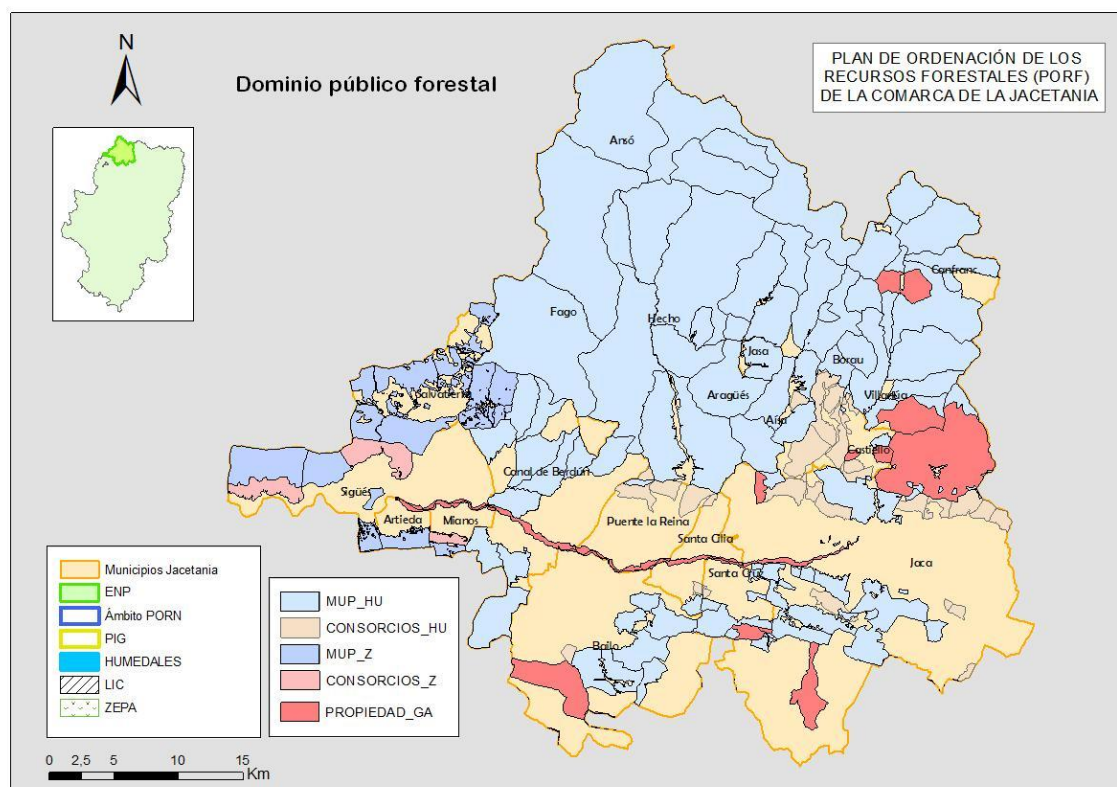 N
Dominio público forestal
PLAN DE ORDENACIÓN DE LOS
RECURSOS FORESTALES (PORF)
DE LA COMARCA DE LA JACETANIA
Ansó
Canfranc
Fago
Hecho
Jasa
Borau
Aragüés
Villanúa
Salvatierra
Aísa
Castiello
Canal de Berdún
Sigüés
Artieda
Mianos
Puente la Reina
Santa Cilia
Jaca
Santa Cruz
Bailo
Municipios Jacetania
ENP
Ámbito PORN
PIG
HUMEDALES
LIC
ZEPA
MUP_HU
CONSORCIOS_HU
MUP_Z
CONSORCIOS_Z
PROPIEDAD_GA
0 2,5 5 10 15
Km